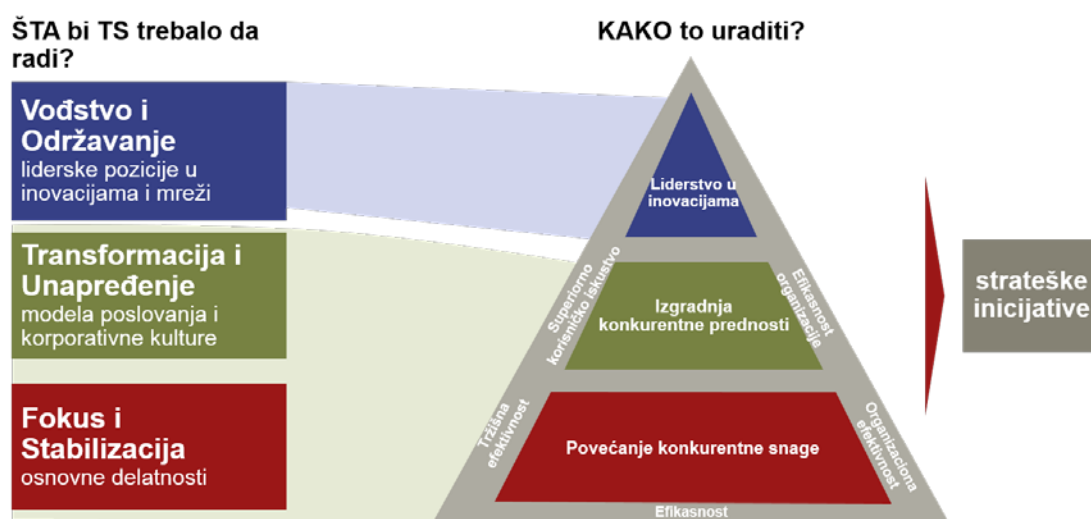 ŠTA bi TS trebalo da
radi?
KAKO to uraditi?
Vođstvo i
Održavanje
liderske pozicije u
inovacijama i mreži
Transformacija i
Unapređenje
modela poslovanja i
korporativne kulture
Fokus i
Stabilizacija
osnovne delatnosti
Liderstvo u
inovacijama
Superiorno
korisničko iskustvo
Efikasnost
organizacije
Izgradnja
konkurentne prednosti
Tržišna
efektivnost
Organizaciona
efektivnost
Povećanje konkurentne snage
Efikasnost
strateške
inicijative